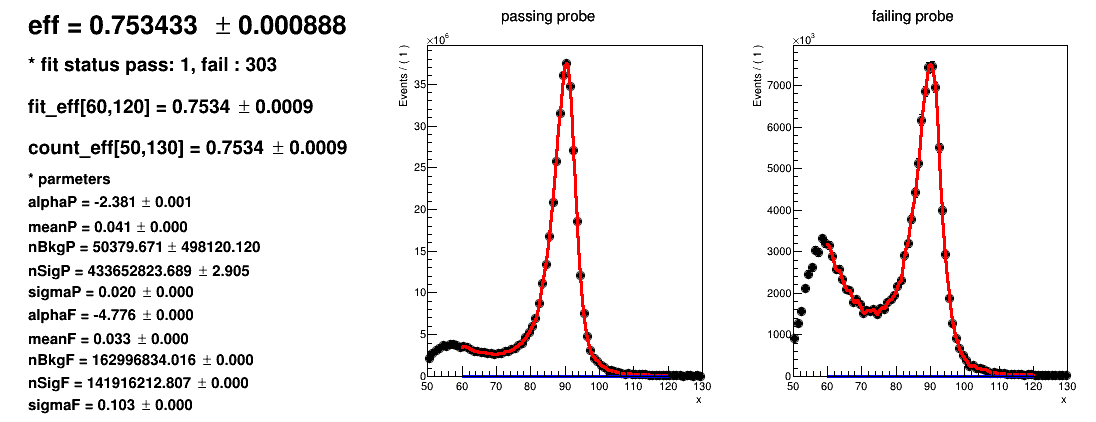 eff = 0.753433 ± 0.000888
* fit status pass: 1, fail : 303
fit_eff[60,120] = 0.7534 ± 0.0009
count_eff[50,130] = 0.7534 ± 0.0009
* parmeters
alphaP = -2.381 ± 0.001
meanP = 0.041 ± 0.000
nBkgP = 50379.671 ± 498120.120
nSigP = 433652823.689 ± 2.905
sigmaP = 0.020 ± 0.000
alphaF = -4.776 ± 0.000
meanF = 0.033 ± 0.000
nBkgF = 162996834.016 ± 0.000
nSigF = 141916212.807 ± 0.000
sigmaF = 0.103 ± 0.000
passing probe
×10⁶
Events / ( 1 )
35
30
25
20
15
10
5
0
50 60 70 80 90 100 110 120 130
x
failing probe
×10³
Events / ( 1 )
7000
6000
5000
4000
3000
2000
1000
0
50 60 70 80 90 100 110 120 130
x